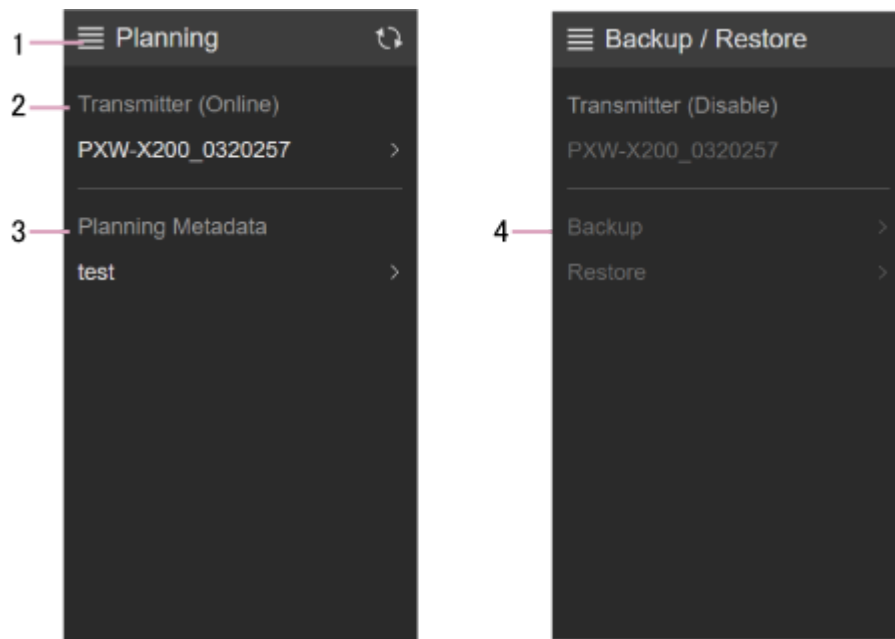 1
Planning
2
Transmitter (Online)
PXW-X200_0320257
3
Planning Metadata
test
Backup / Restore
Transmitter (Disable)
PXW-X200_0320257
4
Backup
Restore